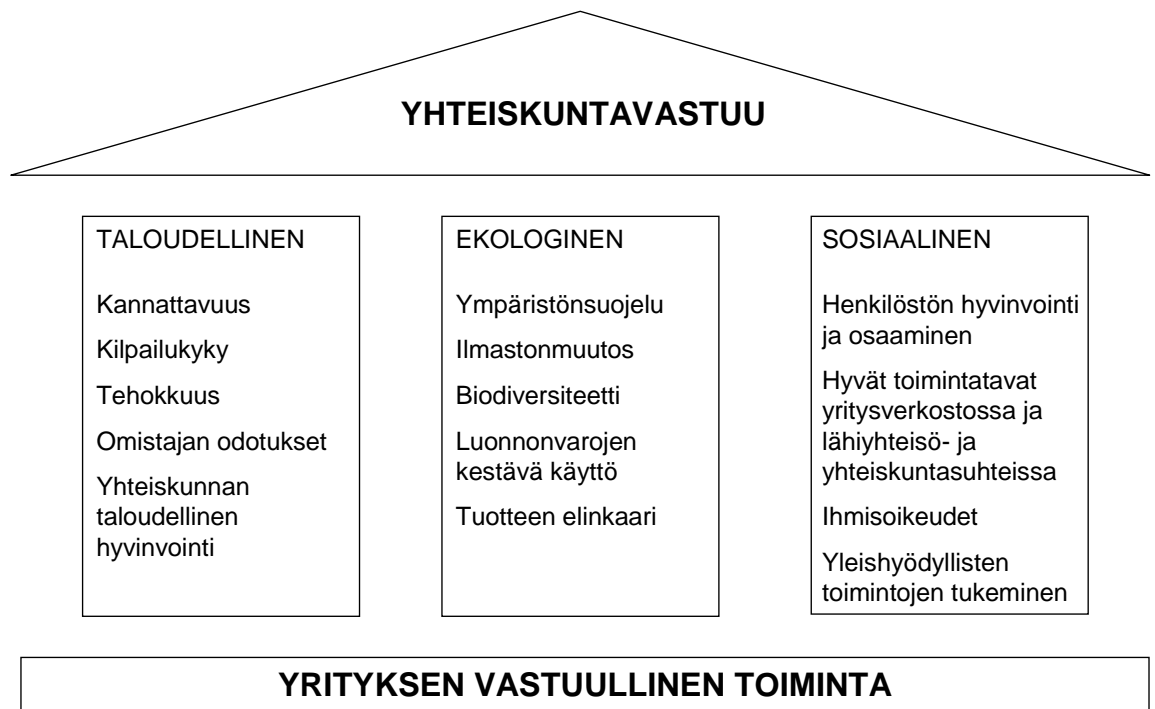 YHTEISKUNTAVASTUU
TALOUDELLINEN
Kannattavuus
Kilpailukyky
Tehokkuus
Omistajan odotukset
Yhteiskunnan
taloudellinen
hyvinvointi
EKOLOGINEN
Ympäristönsuojelu
Ilmastonmuutos
Biodiversiteetti
Luonnonvarojen
kestävä käyttö
Tuotteen elinkaari
SOSIAALINEN
Henkilöstön hyvinvointi
ja osaaminen
Hyvät toimintatavat
yritysverkostossa ja
lähiyhteisö- ja
yhteiskuntasuhteissa
Ihmisoikeudet
Yleishyödyllisten
toimintojen tukeminen
YRITYKSEN VASTUULLINEN TOIMINTA